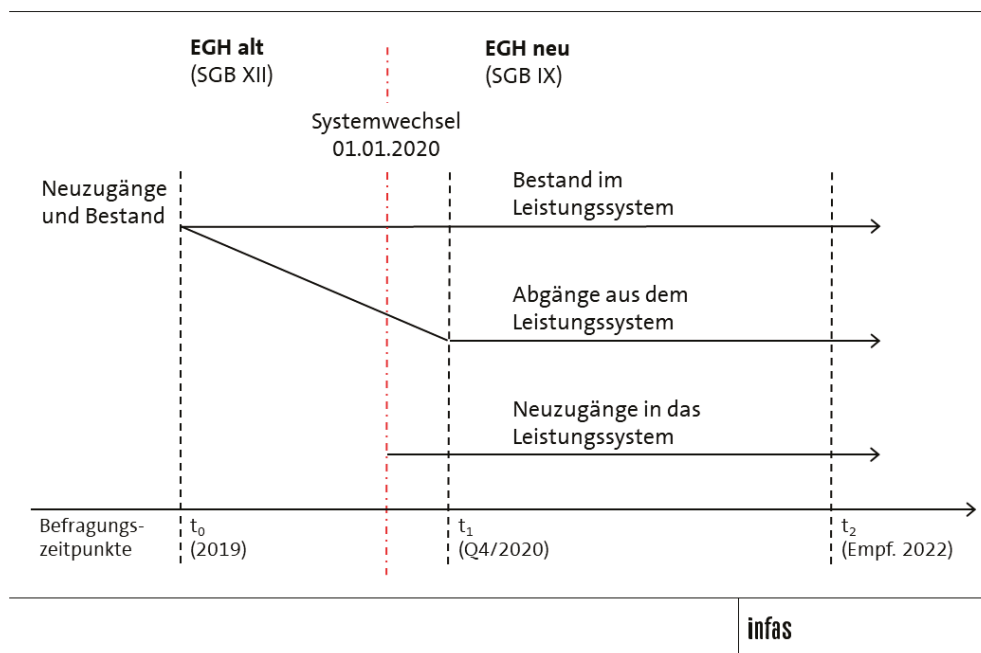 EGH alt
(SGB XII)
EGH neu
(SGB IX)
Systemwechsel
01.01.2020
Neuzugänge
und Bestand
Bestand im
Leistungssystem
Abgänge aus dem
Leistungssystem
Neuzugänge in das
Leistungssystem
Befragungs-
zeitpunkte
t₀
(2019)
t₁
(Q4/2020)
t₂
(Empf. 2022)
infas